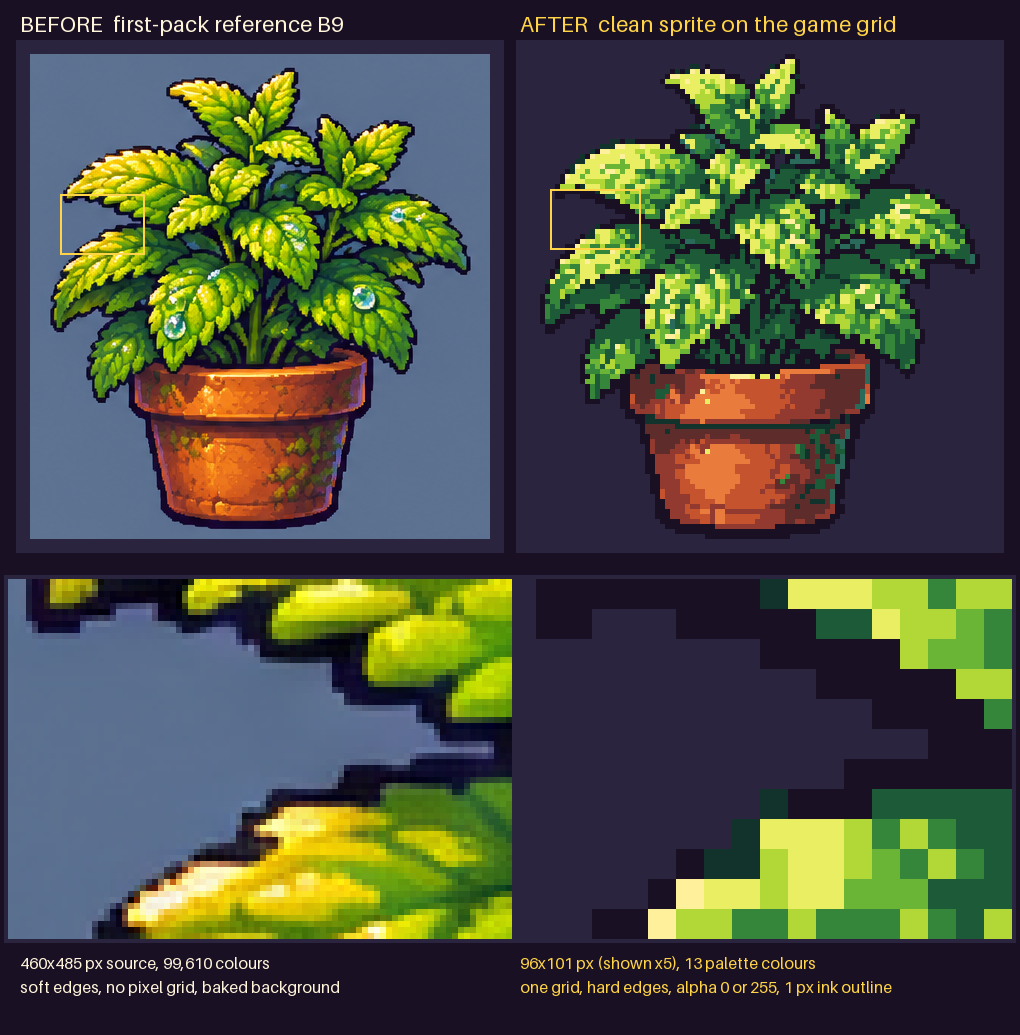 BEFORE first-pack reference B9
AFTER clean sprite on the game grid
460x485 px source, 99,610 colours
soft edges, no pixel grid, baked background
96x101 px (shown x5), 13 palette colours
one grid, hard edges, alpha 0 or 255, 1 px ink outline